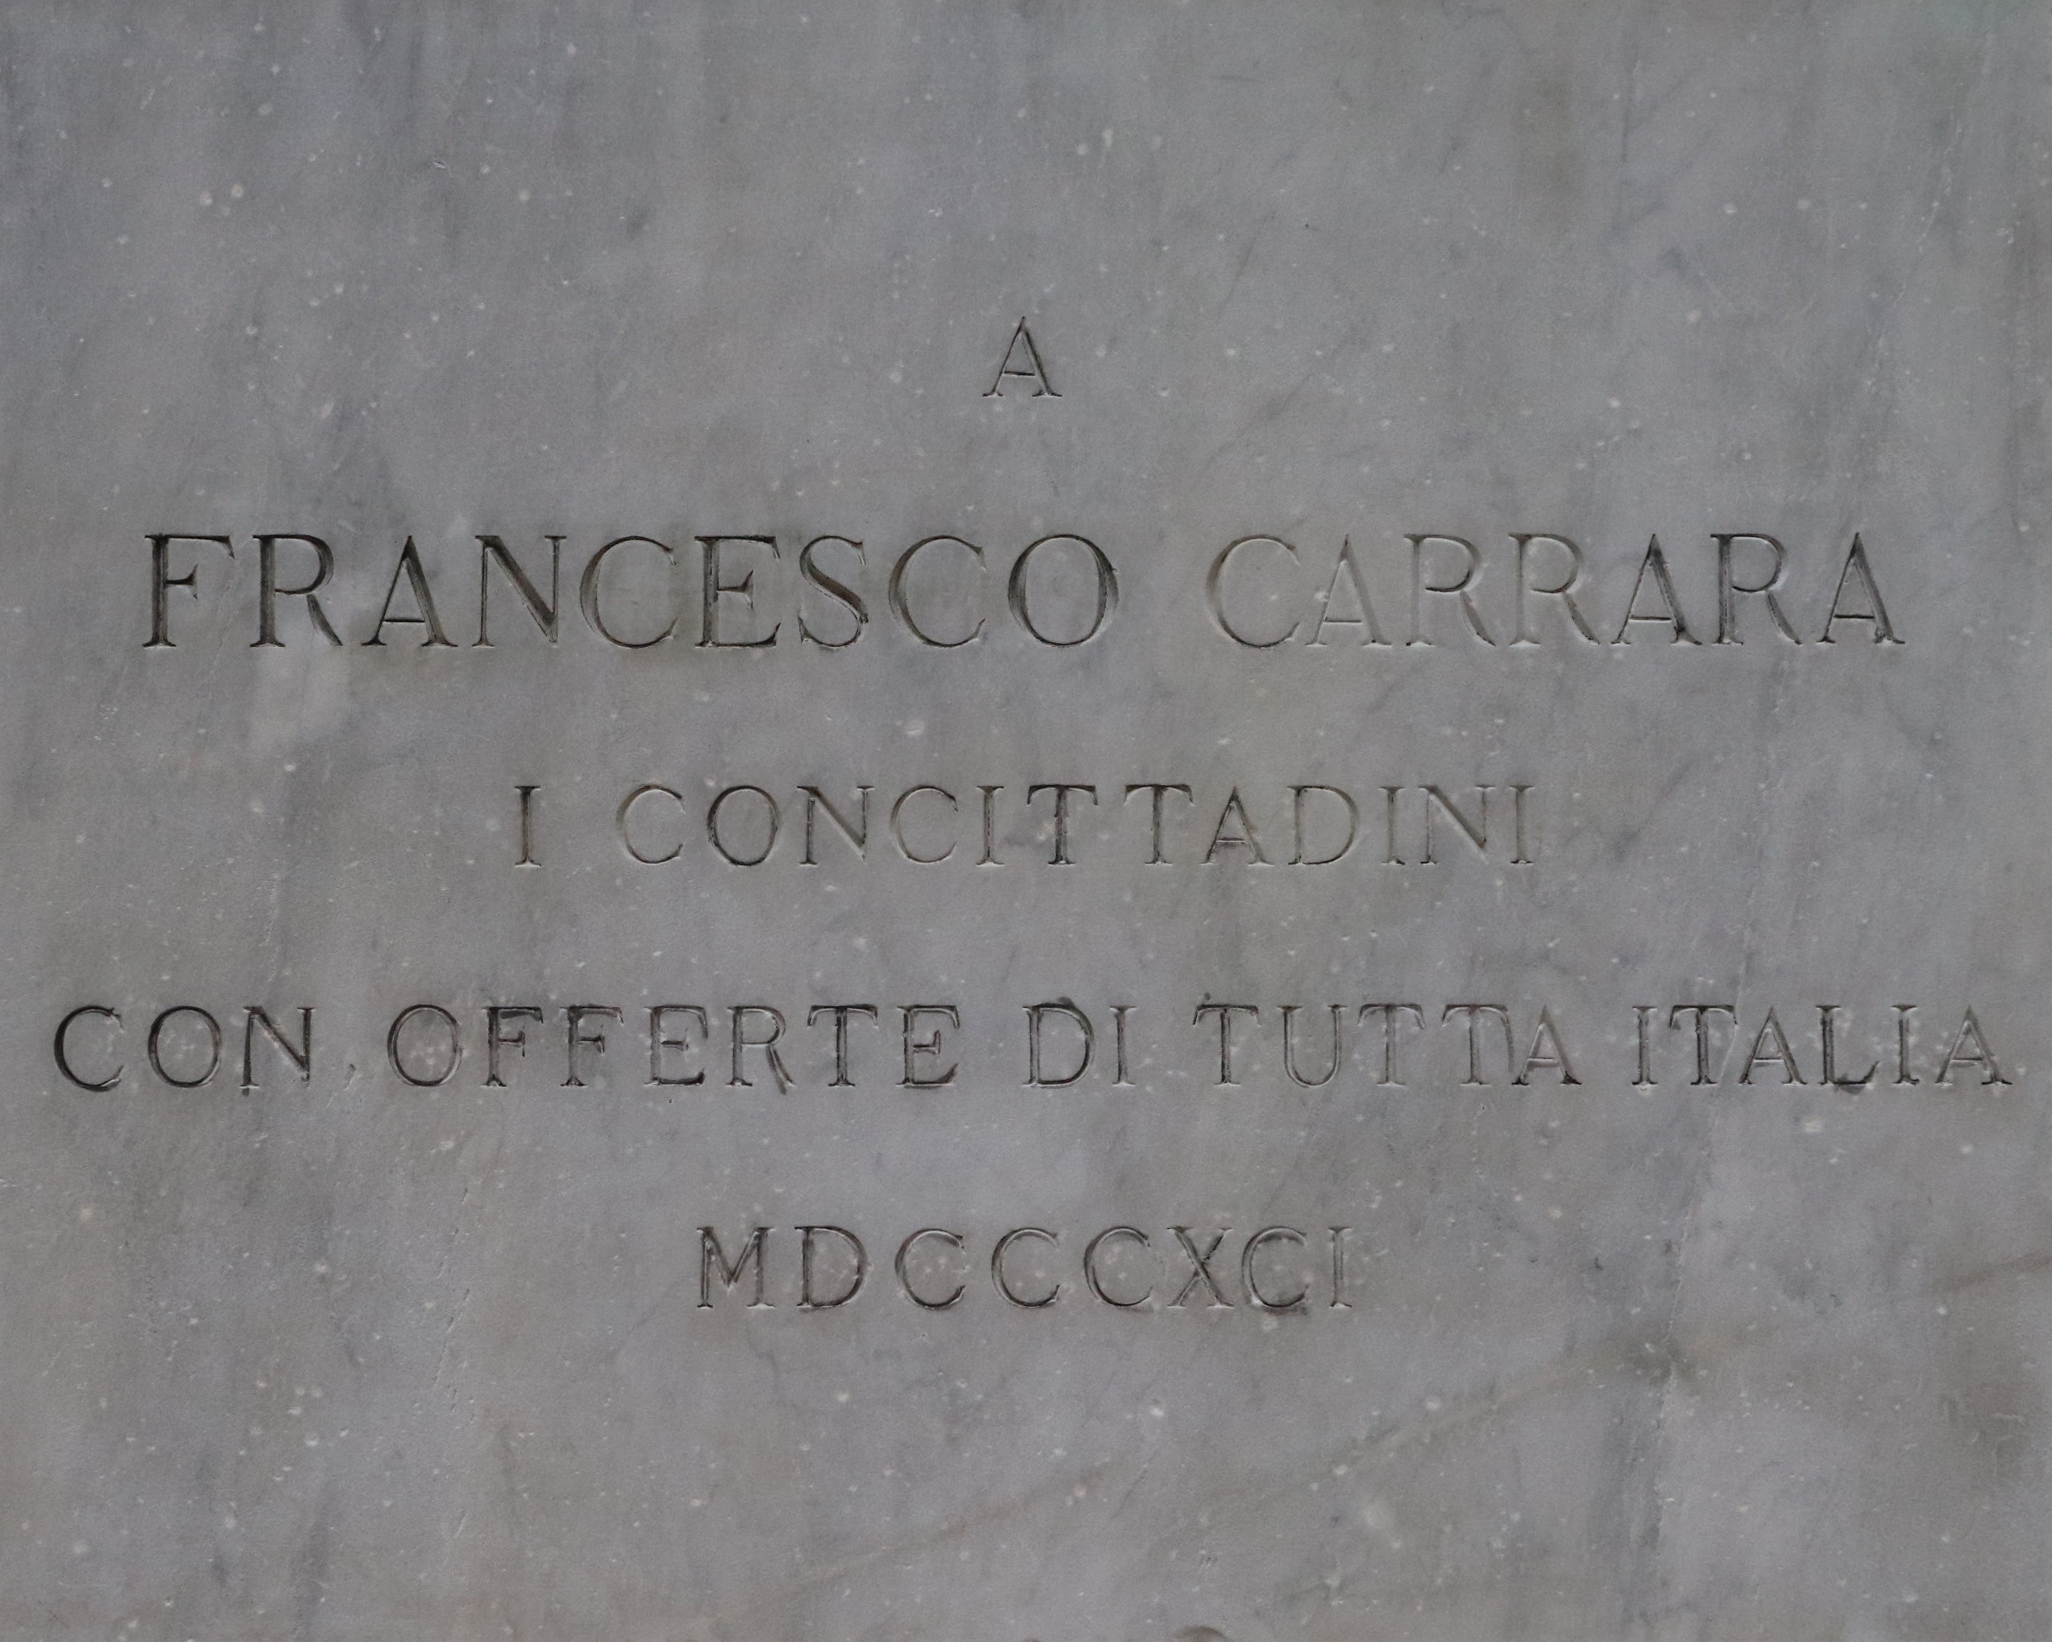 A
FRANCESCO CARRARA
I CONCITTADINI
CON OFFERTE DI TUTTA ITALIA
MDCCCXCI